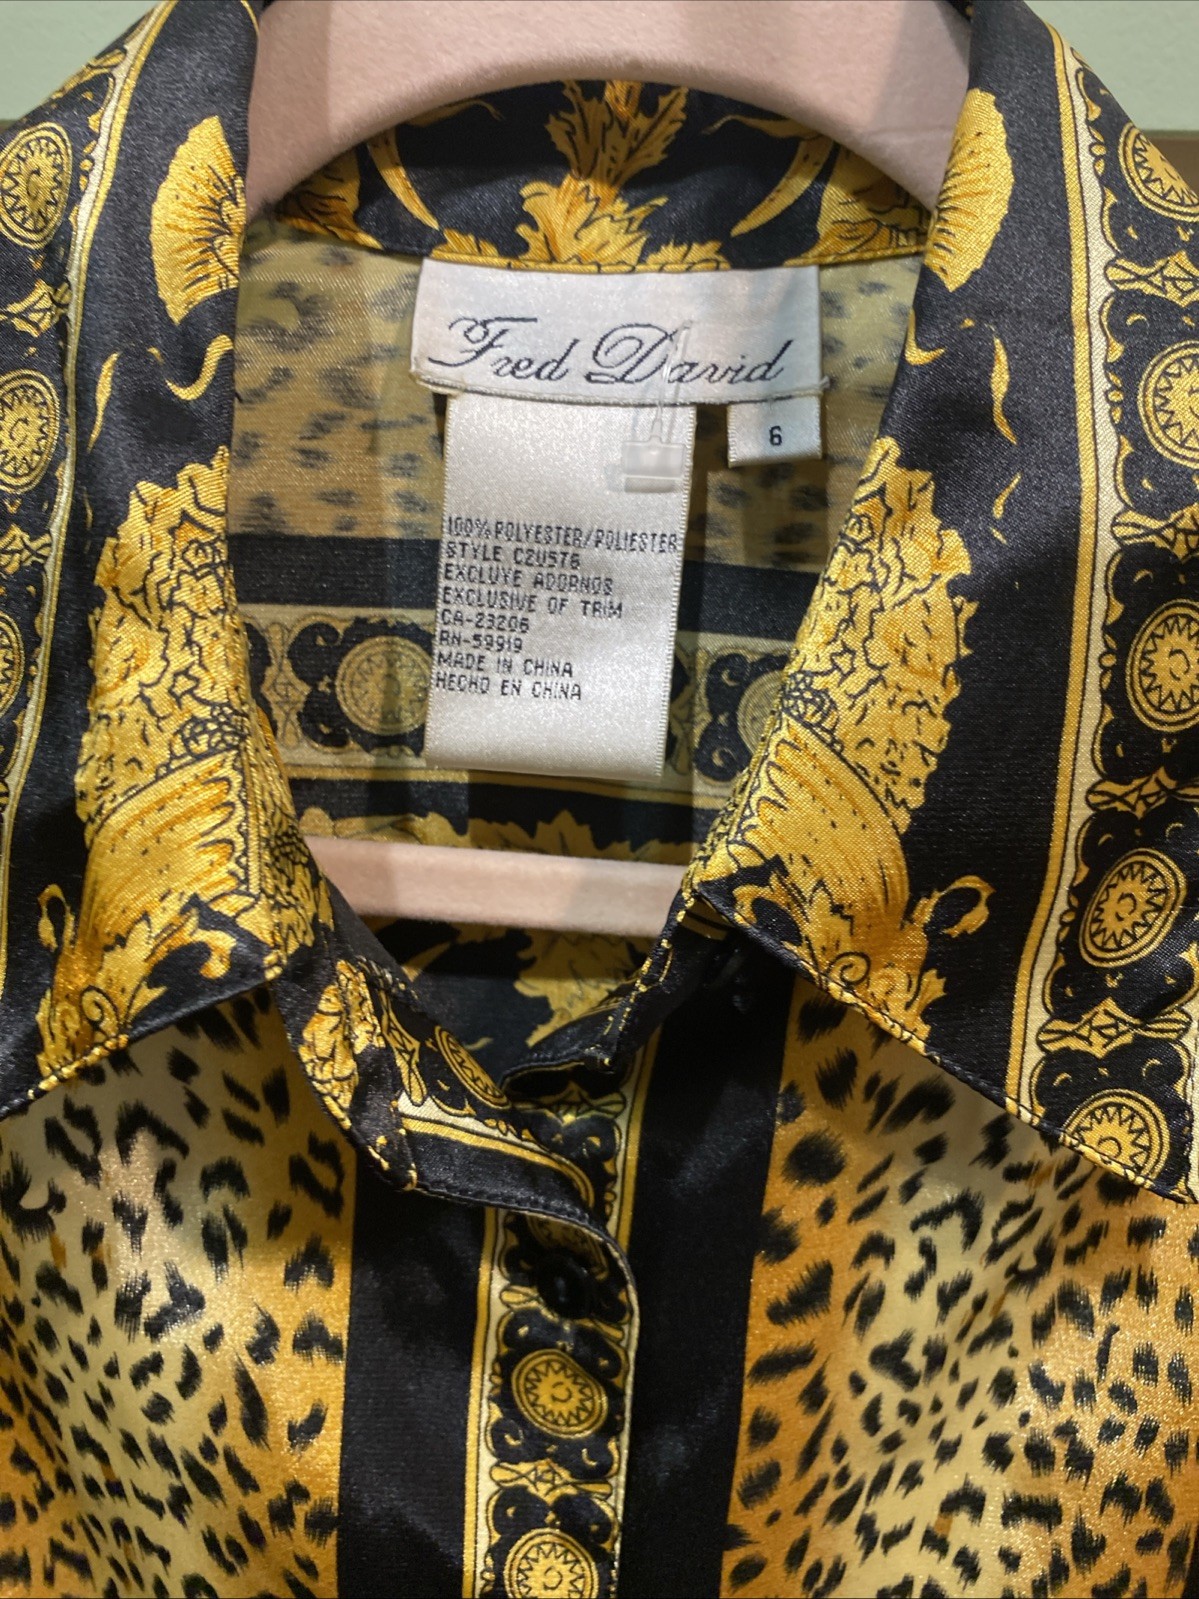 Fred David
6
100% POLYESTER/POLIESTER
STYLE C2U5T6
EXCLUYE ADORNOS
EXCLUSIVE OF TRIM
CA-23206
RN-59919
MADE IN CHINA
HECHO EN CHINA